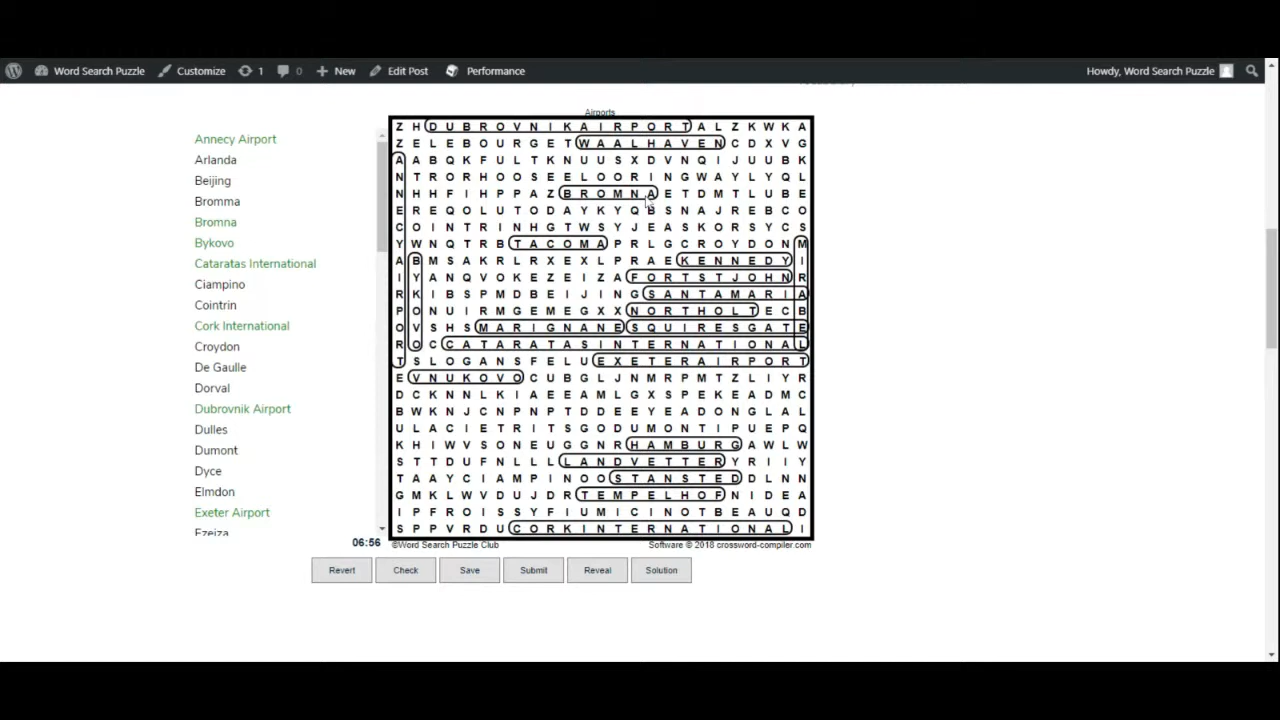 Word Search Puzzle Customize 1 0 New Edit Post Performance Howdy, Word Search Puzzle
Airports
Annecy Airport
Arlanda
Beijing
Bromma
Bromna
Bykovo
Cataratas International
Ciampino
Cointrin
Cork International
Croydon
De Gaulle
Dorval
Dubrovnik Airport
Dulles
Dumont
Dyce
Elmdon
Exeter Airport
Ezeiza
Z H D U B R O V N I K A I R P O R T A L Z K W K A
Z E L E B O U R G E T W A A L H A V E N C D X V G
A A B Q K F U L T K N U U S X D V N Q I J U U B K
N T R O R H O O S E E L O O R I N G W A Y L Y Q L
N H H F I H P P A Z B R O M N A E T D M T L U B E
E R E Q O L U T O D A Y K Y Q B S N A J R E B C O
C O I N T R I N H G T W S Y J E A S K O R S Y C S
Y W N Q T R B T A C O M A P R L G C R O Y D O N M
A B M S A K R L R X E X L P R A E K E N N E D Y I
I Y A N Q V O K E Z E I Z A F O R T S T J O H N R
R K I B S P M D B E I J I N G S A N T A M A R I A
P O N U I R M G E M E G X X N O R T H O L T E C B
O V S H S M A R I G N A N E S Q U I R E S G A T E
R O C C A T A R A T A S I N T E R N A T I O N A L
T S L O G A N S F E L U E X E T E R A I R P O R T
E V N U K O V O C U B G L J N M R P M T Z L I Y R
D C K N N L K I A E E A M L G X S P E K E A D M C
B W K N J C N P N P T D D E E Y E A D O N G L A L
U L A C I E T R I T S G O D U M O N T I P U E P Q
K H I W V S O N E U G G N R H A M B U R G A W L W
S T T D U F N L L L L A N D V E T T E R Y R I I Y
T A A Y C I A M P I N O O S T A N S T E D D L N N
G M K L W V D U J D R T E M P E L H O F N I D E A
I P F R O I S S Y F I U M I C I N O T B E A U Q D
S P P V R D U C O R K I N T E R N A T I O N A L I
06:56
©Word Search Puzzle Club Software © 2018 crossword-compiler.com
Revert Check Save Submit Reveal Solution